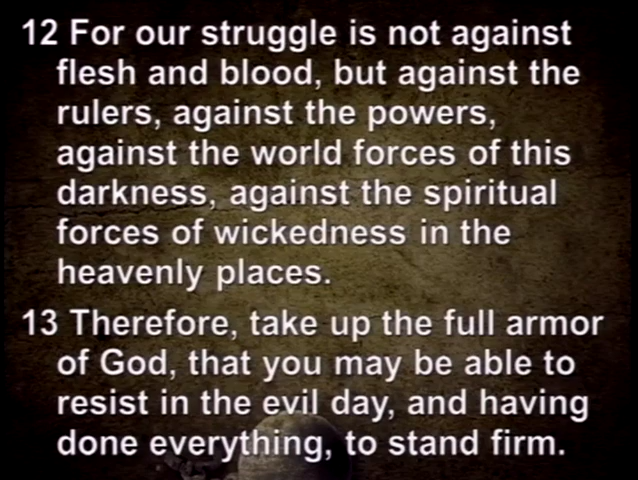 12 For our struggle is not against
flesh and blood, but against the
rulers, against the powers,
against the world forces of this
darkness, against the spiritual
forces of wickedness in the
heavenly places.
13 Therefore, take up the full armor
of God, that you may be able to
resist in the evil day, and having
done everything, to stand firm.